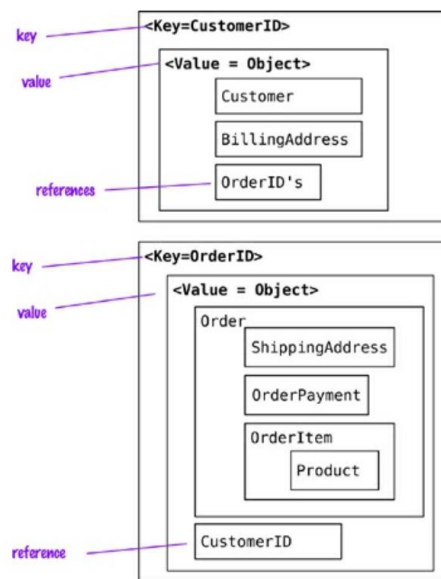 key
<Key=CustomerID>
value
<Value = Object>
Customer
BillingAddress
references
OrderID's
key
<Key=OrderID>
value
<Value = Object>
Order
ShippingAddress
OrderPayment
OrderItem
Product
reference
CustomerID